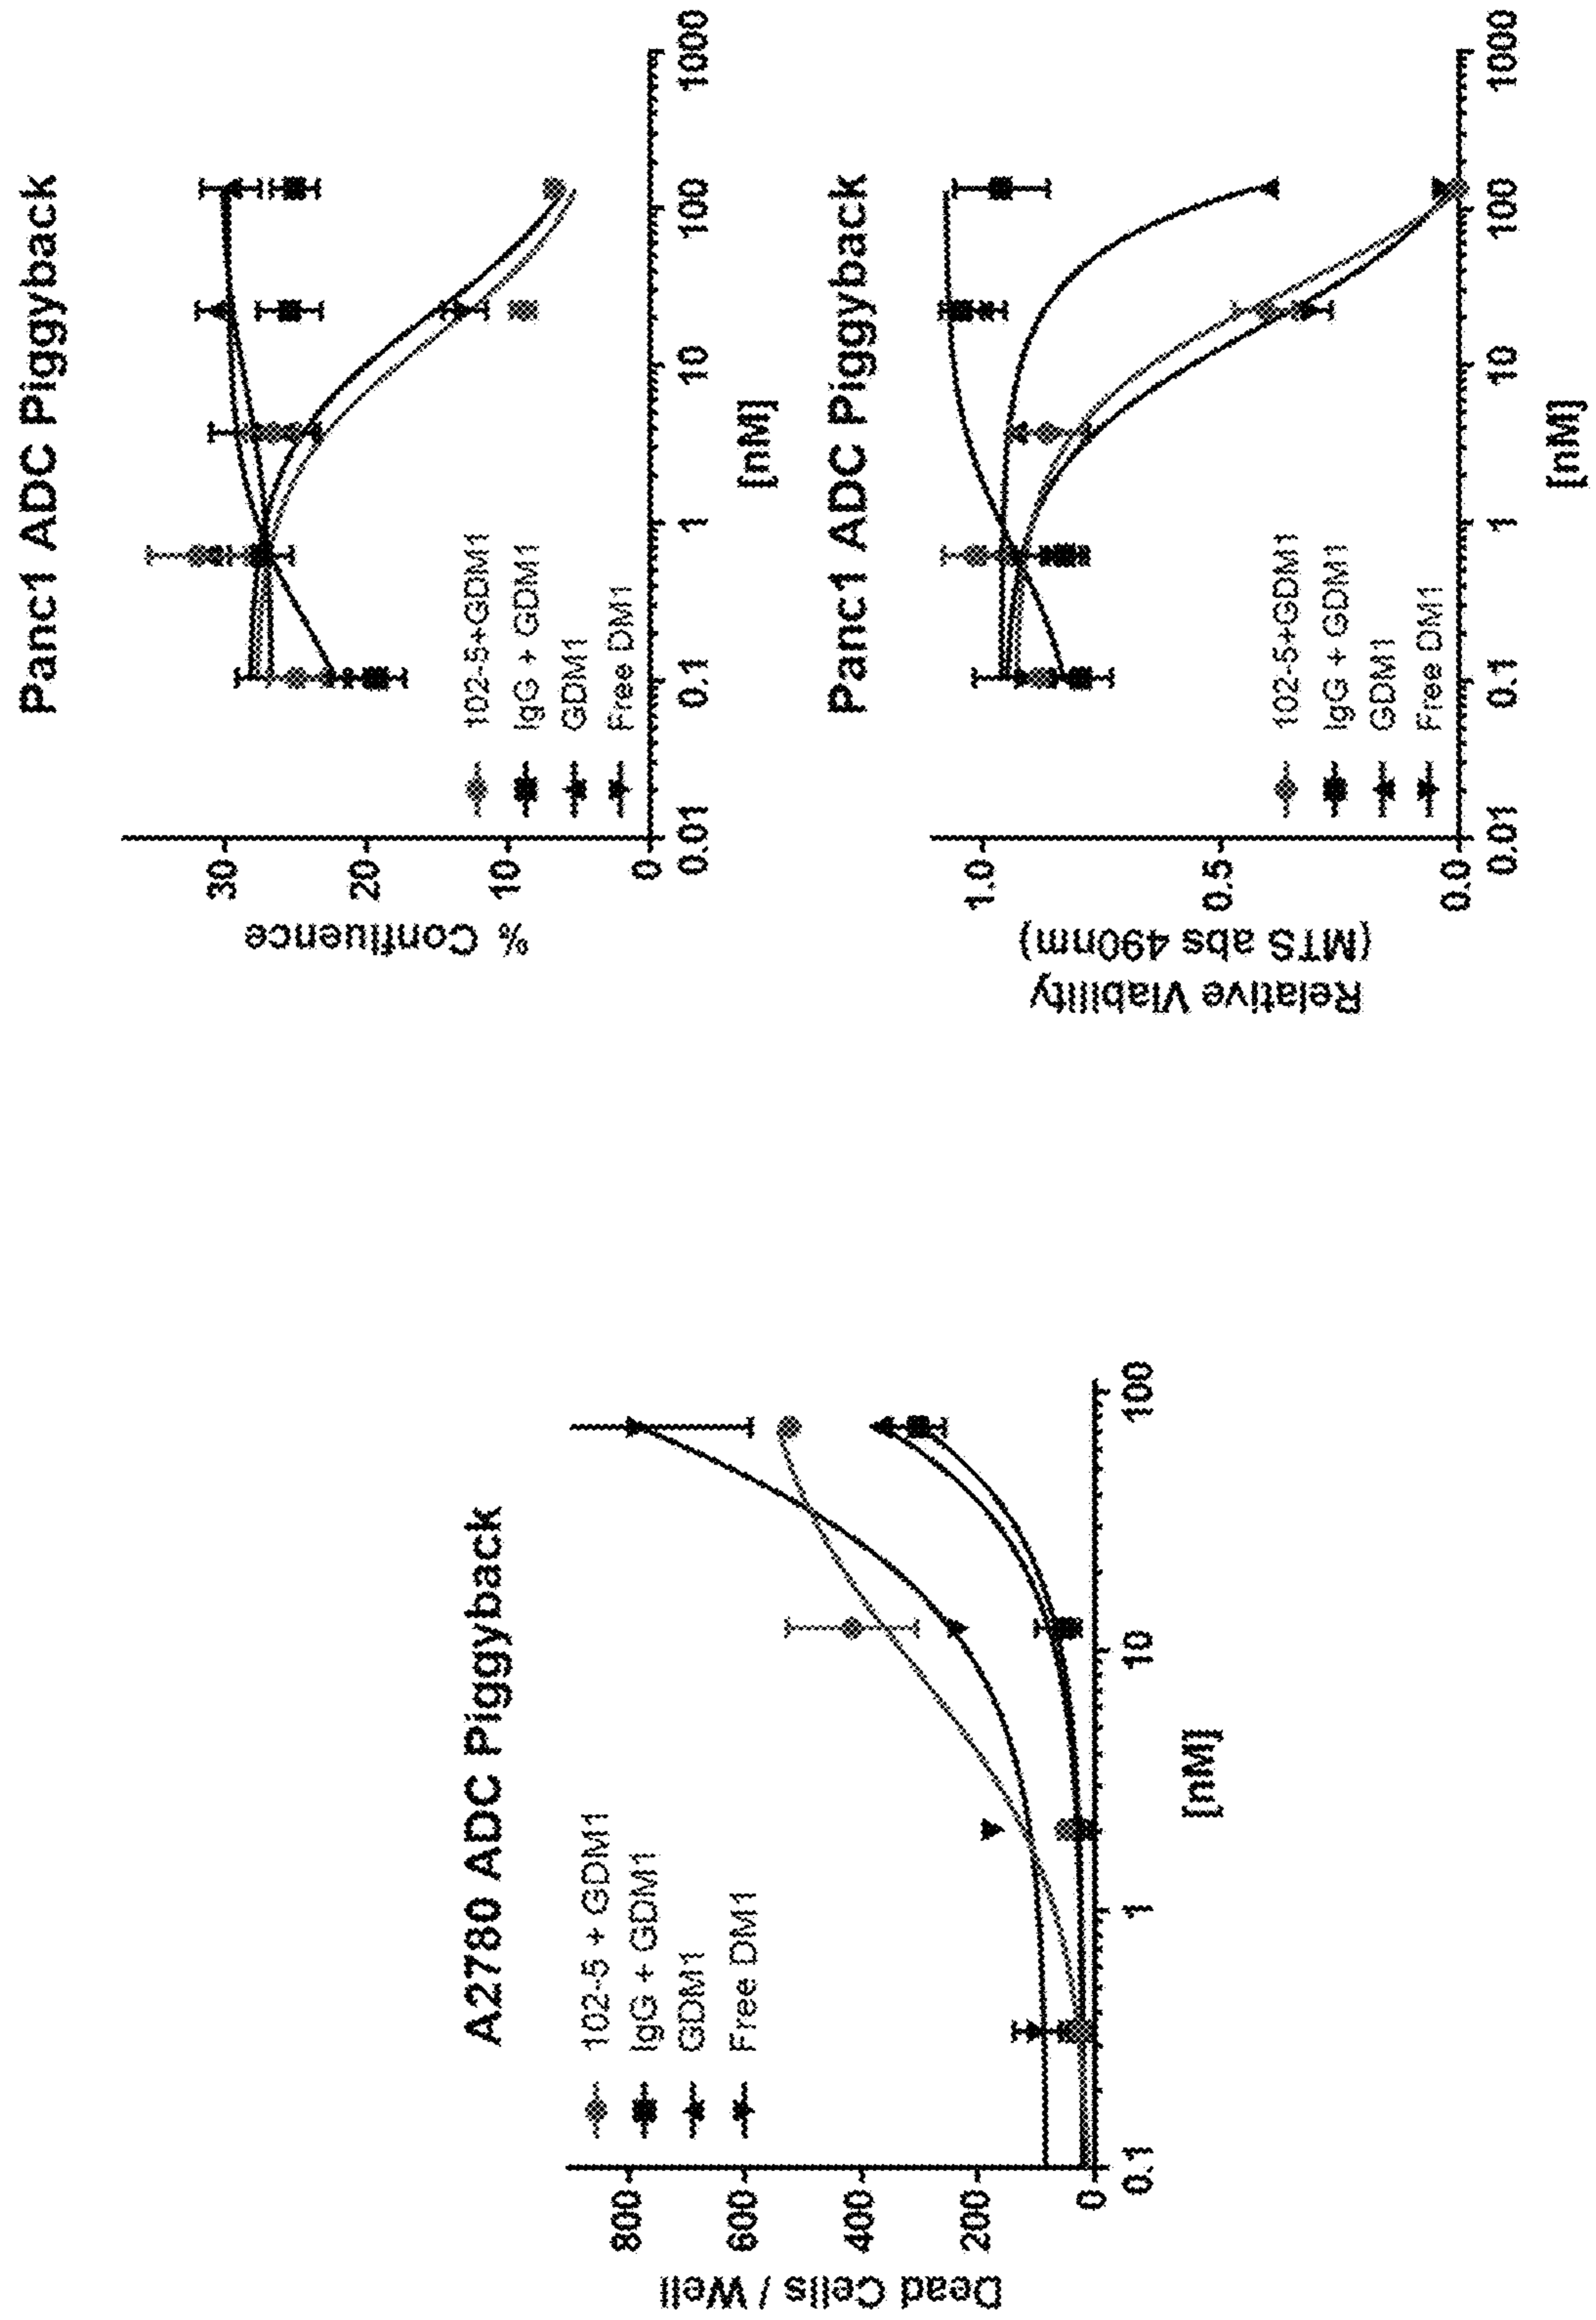 A2780 ADC Piggyback
Dead Cells / Well
800
600
400
200
0
102-5 + GDM1
IgG + GDM1
GDM1
Free DM1
0.1
1
10
100
[nM]
Panc1 ADC Piggyback
% Confluence
30
20
10
0
102-5+GDM1
IgG + GDM1
GDM1
Free DM1
0.01
0.1
1
10
100
1000
[nM]
Panc1 ADC Piggyback
Relative Viability
(MTS abs 490nm)
1.0
0.5
0.0
102-5+GDM1
IgG + GDM1
GDM1
Free DM1
0.01
0.1
1
10
100
1000
[nM]